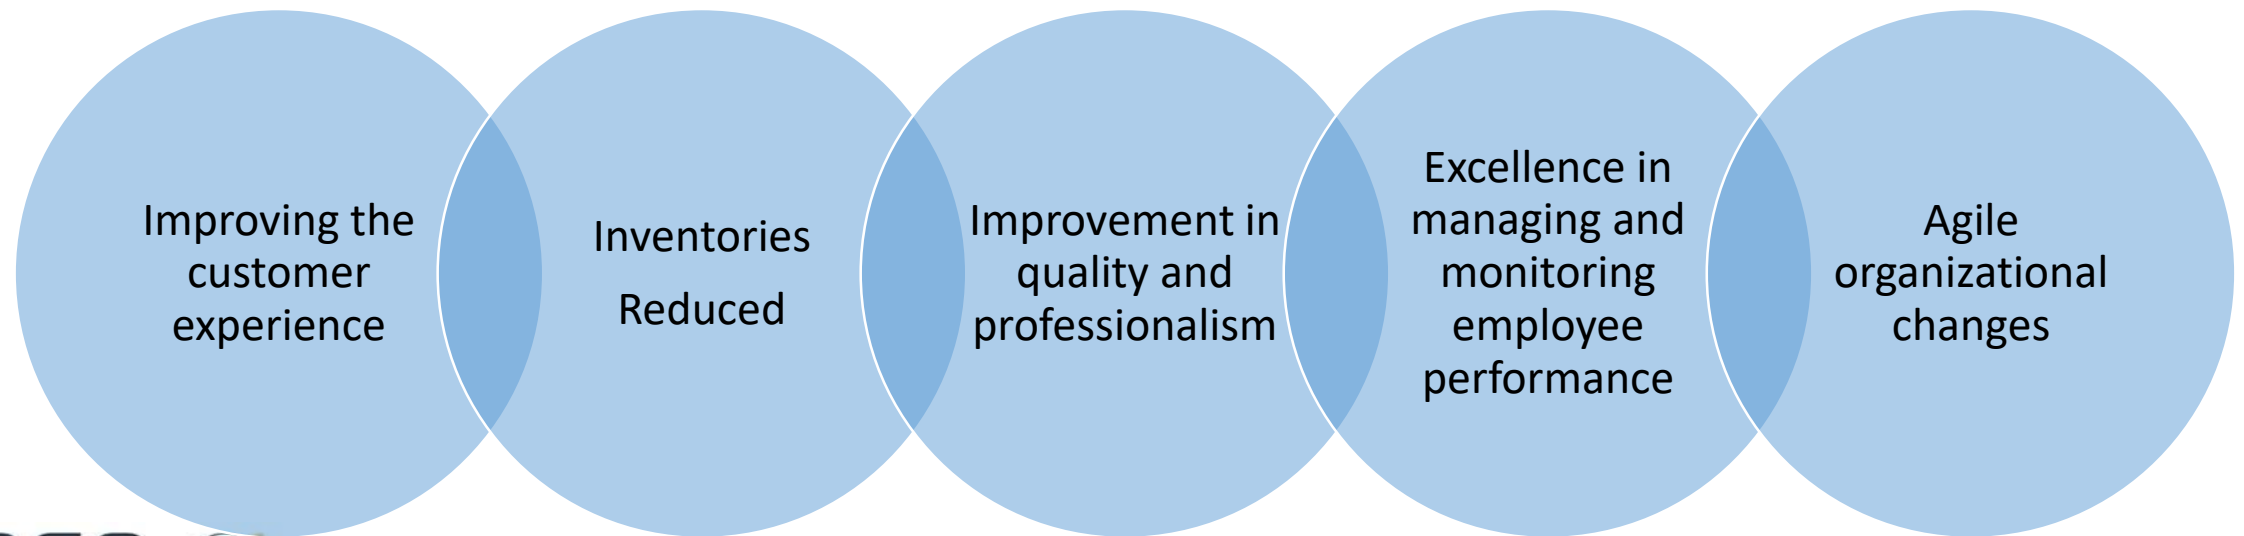 Improving the
customer
experience
Inventories
Reduced
Improvement in
quality and
professionalism
Excellence in
managing and
monitoring
employee
performance
Agile
organizational
changes